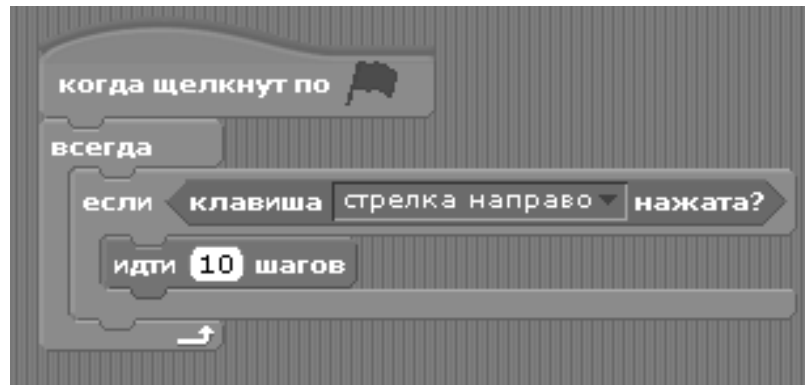 когда щелкнут по
всегда
если клавиша стрелка направо нажата?
идти 10 шагов